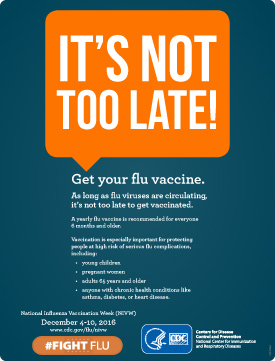 IT'S NOT
TOO LATE!
Get your flu vaccine.
As long as flu viruses are circulating,
it's not too late to get vaccinated.
A yearly flu vaccine is recommended for everyone
6 months and older.
Vaccination is especially important for protecting
people at high risk of serious flu complications,
including:
• young children
• pregnant women
• adults 65 years and older
• anyone with chronic health conditions like
asthma, diabetes, or heart disease.
National Influenza Vaccination Week (NIVW)
December 4-10, 2016
www.cdc.gov/flu/nivw
#FIGHT FLU
CDC
Centers for Disease
Control and Prevention
National Center for Immunization
and Respiratory Diseases